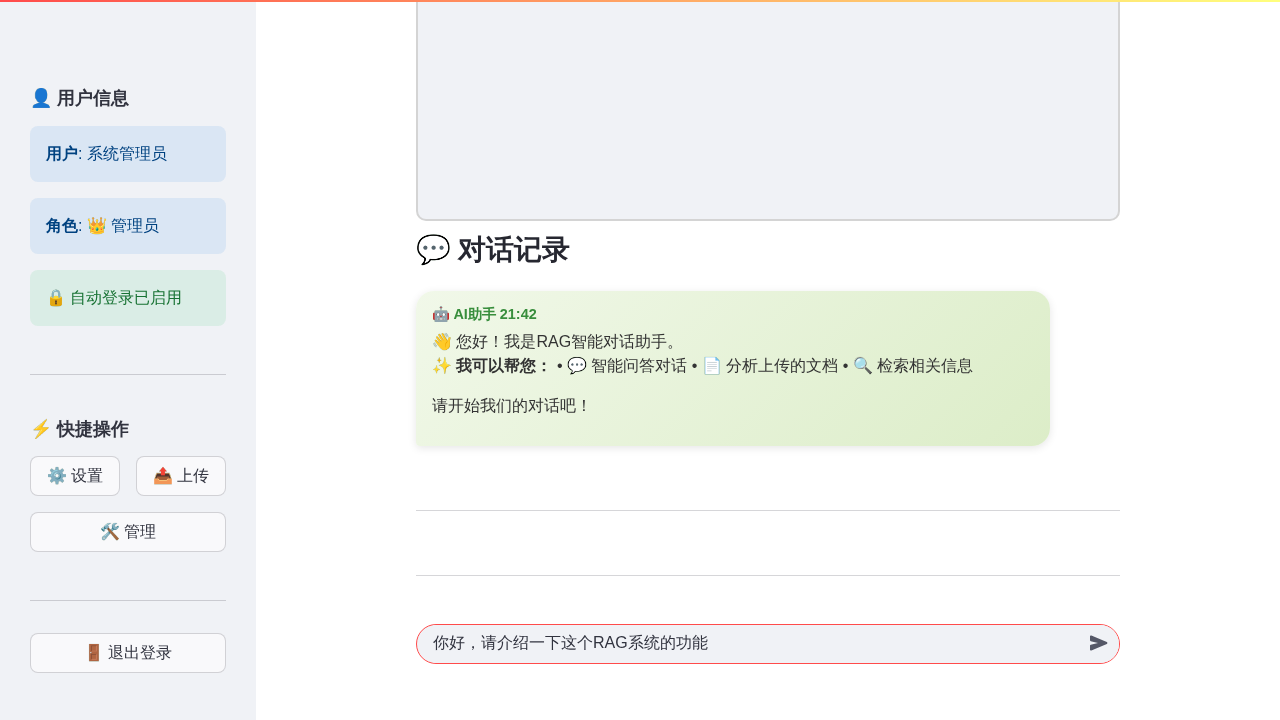 👤 用户信息
用户: 系统管理员
角色: 👑 管理员
🔒 自动登录已启用
⚡ 快捷操作
⚙️ 设置
📤 上传
🛠️ 管理
🚪 退出登录
💬 对话记录
🤖 AI助手 21:42
👋 您好！我是RAG智能对话助手。
✨ 我可以帮您： • 💬 智能问答对话 • 📄 分析上传的文档 • 🔍 检索相关信息
请开始我们的对话吧！
你好，请介绍一下这个RAG系统的功能